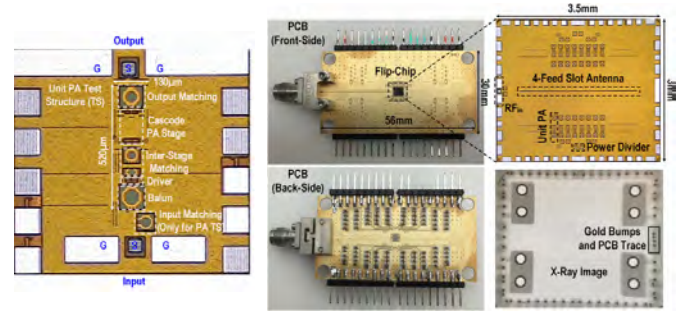 Output
G
S
G
130μm
Unit PA Test
Structure (TS)
Output Matching
Cascode
PA Stage
520μm
Inter-Stage
Matching
Driver
Balun
Input Matching
(Only for PA TS)
G
S
G
Input
PCB
(Front-Side)
Flip-Chip
30mm
56mm
PCB
(Back-Side)
3.5mm
4-Feed Slot Antenna
RFin
Unit PA
Power Divider
3mm
Gold Bumps
and PCB Trace
X-Ray Image